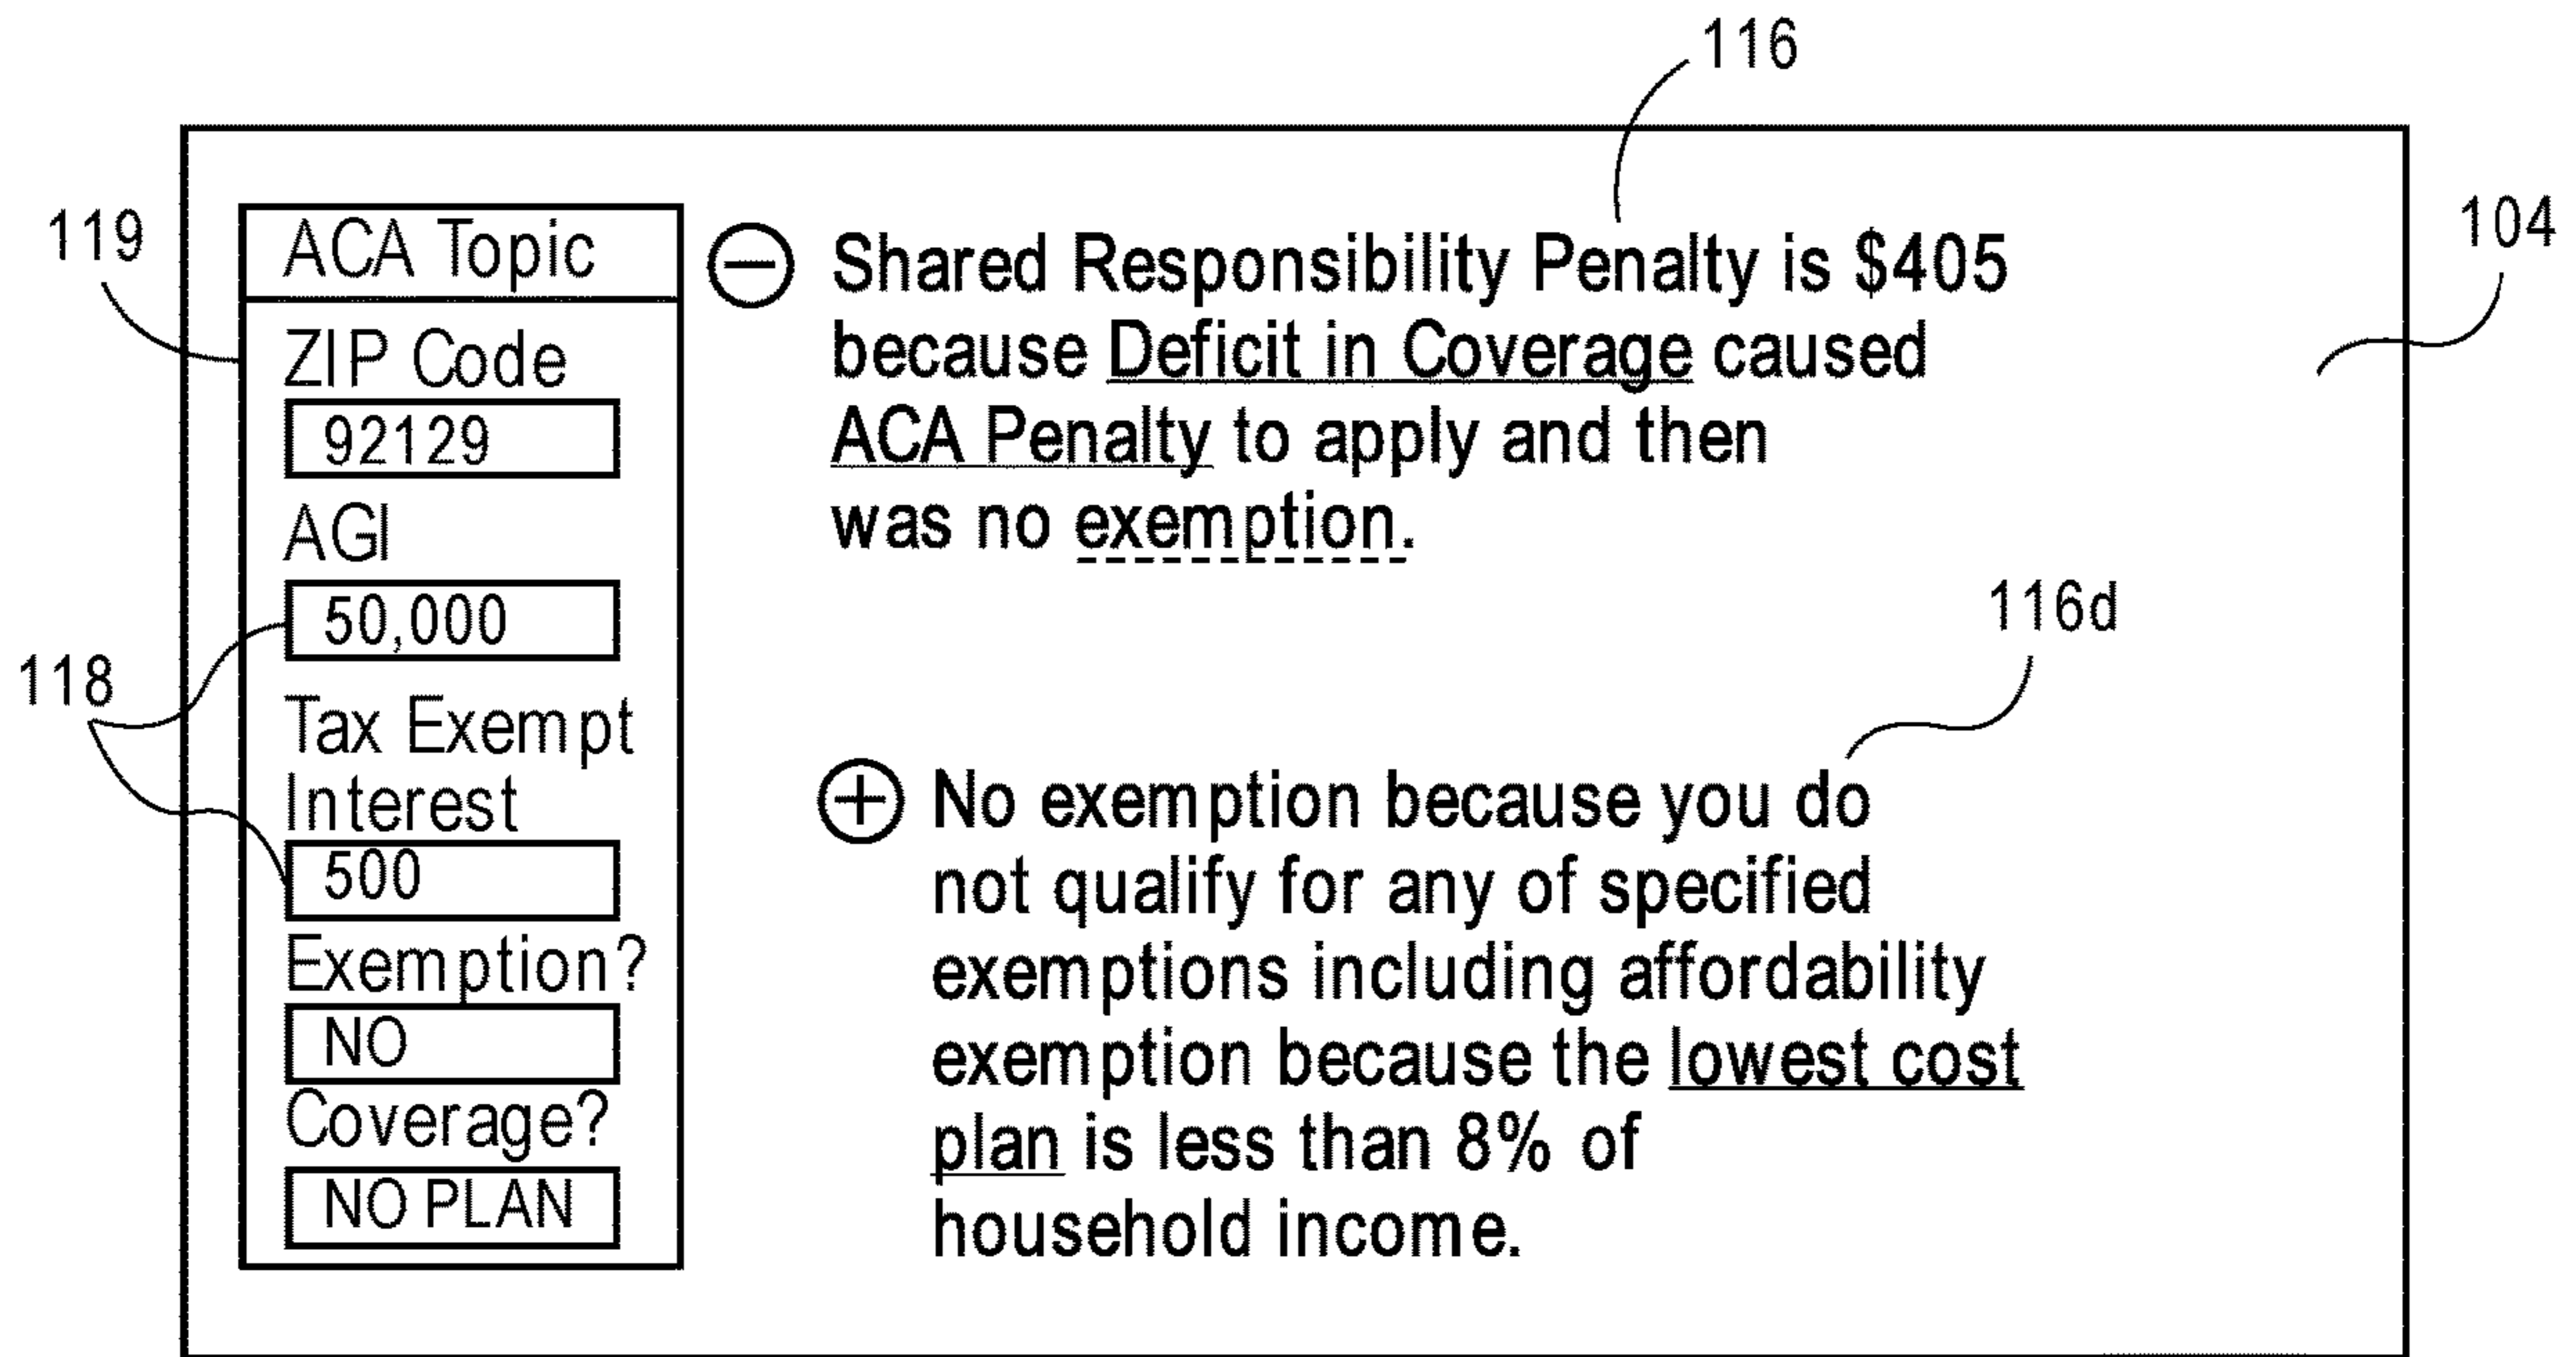 116
119
104
ACA Topic
ZIP Code
92129
AGI
50,000
118
Tax Exempt
Interest
500
Exemption?
NO
Coverage?
NO PLAN
⊖ Shared Responsibility Penalty is $405
because Deficit in Coverage caused
ACA Penalty to apply and then
was no exemption.
116d
⊕ No exemption because you do
not qualify for any of specified
exemptions including affordability
exemption because the lowest cost
plan is less than 8% of
household income.